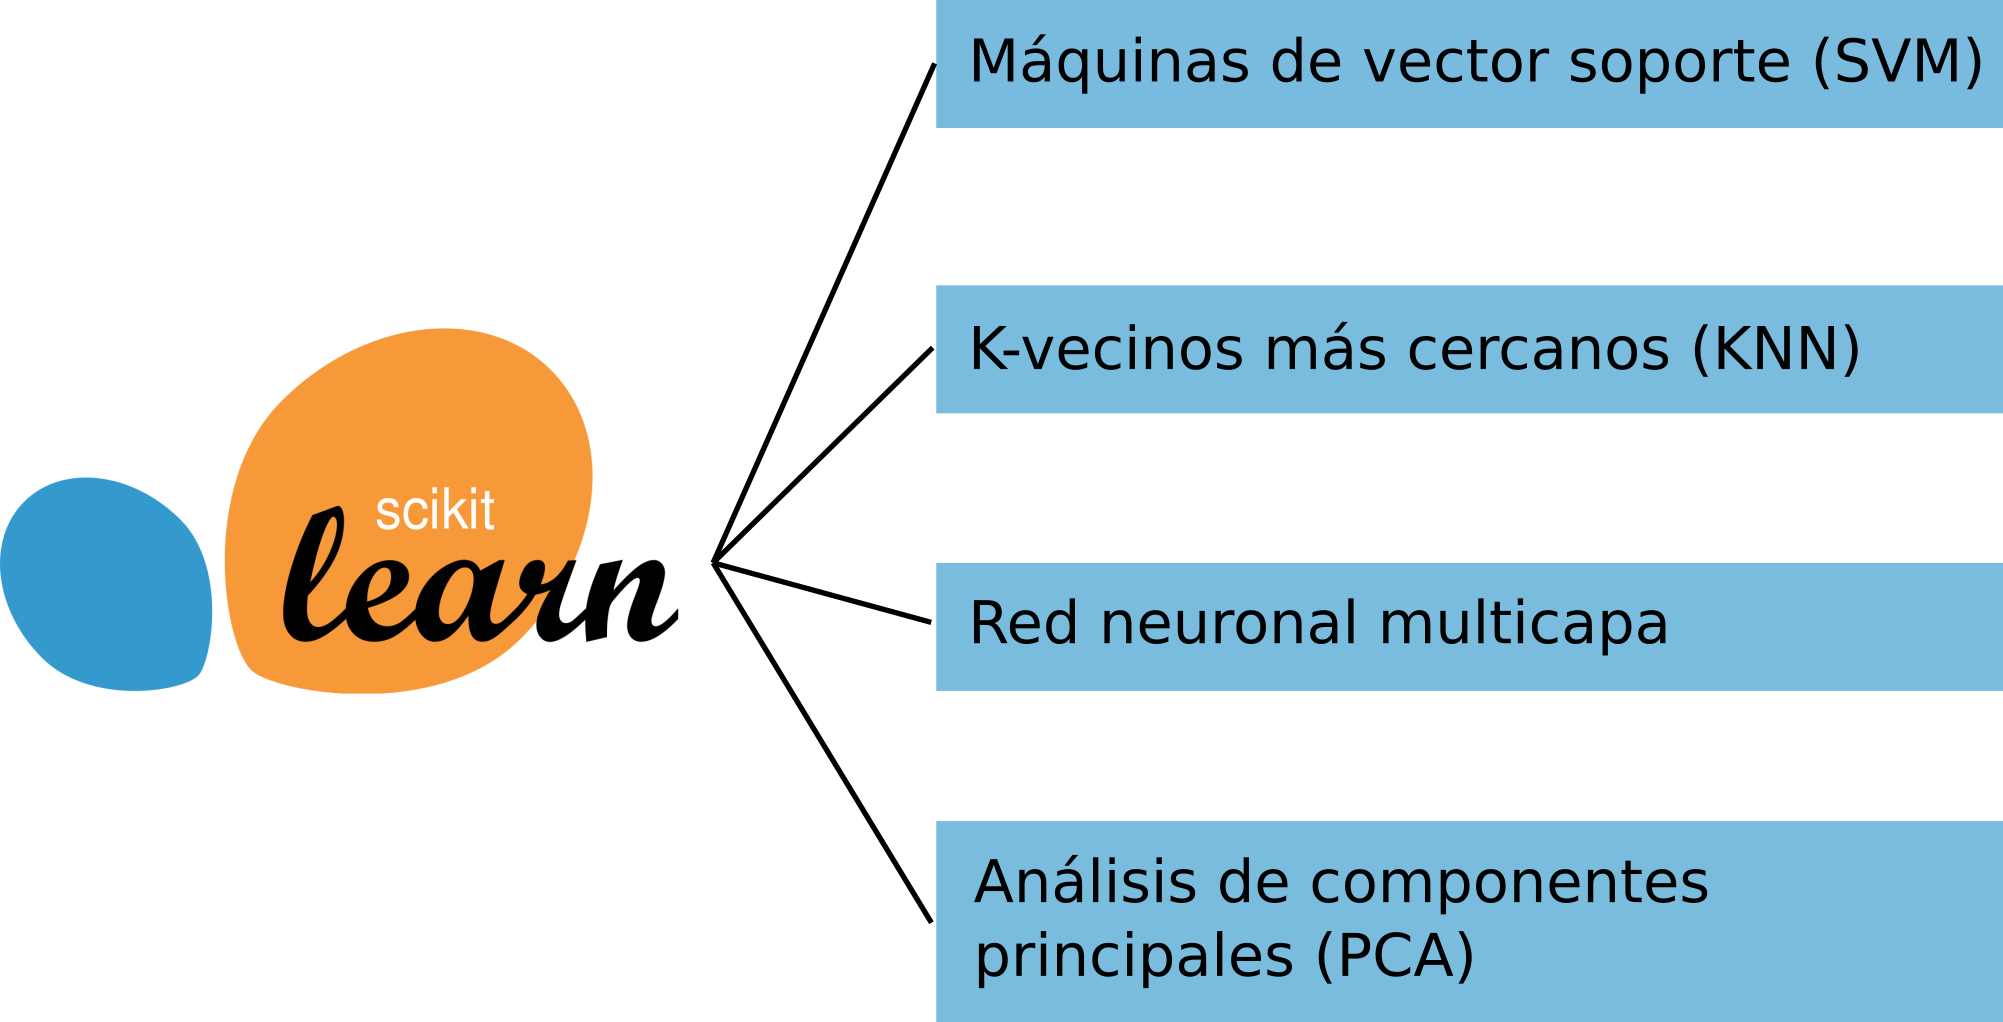 Máquinas de vector soporte (SVM)
K-vecinos más cercanos (KNN)
scikit
learn
Red neuronal multicapa
Análisis de componentes
principales (PCA)